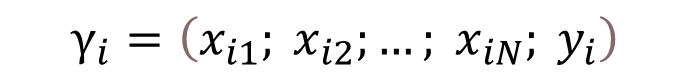 γᵢ = (xᵢ₁; xᵢ₂; … ; xᵢN; yᵢ)